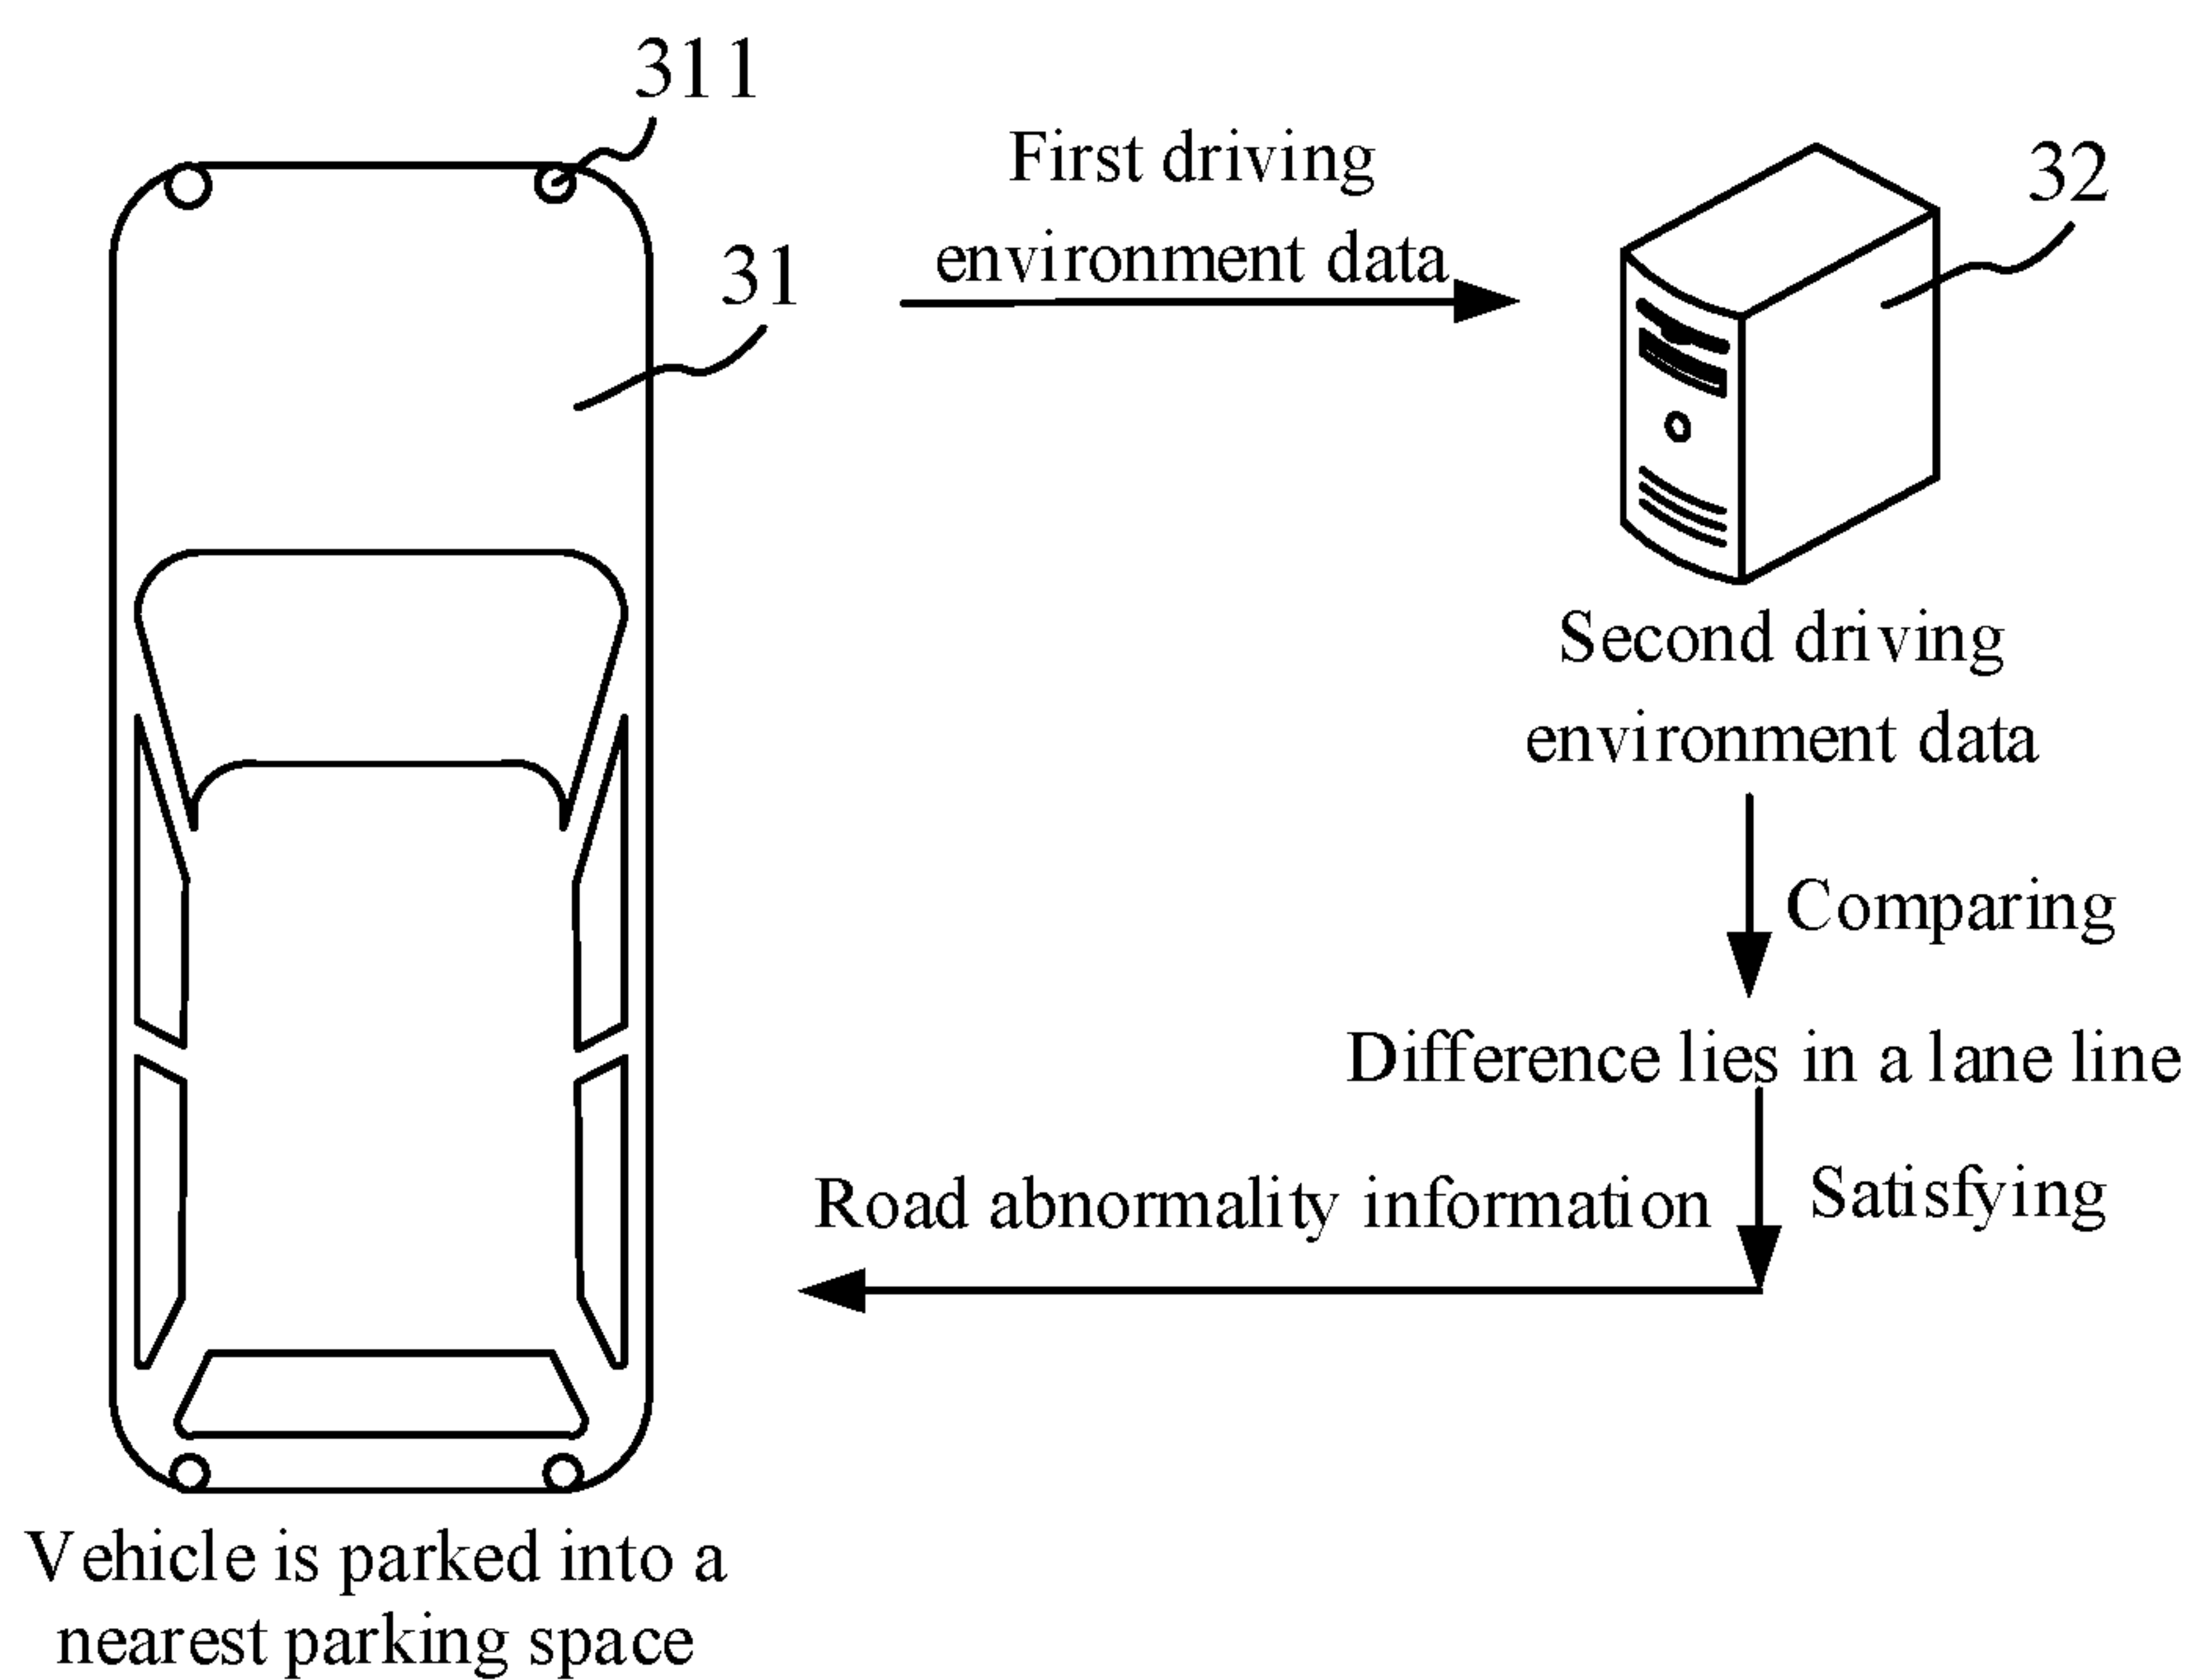 311
First driving
environment data
32
31
Second driving
environment data
Comparing
Difference lies in a lane line
Satisfying
Road abnormality information
Vehicle is parked into a
nearest parking space